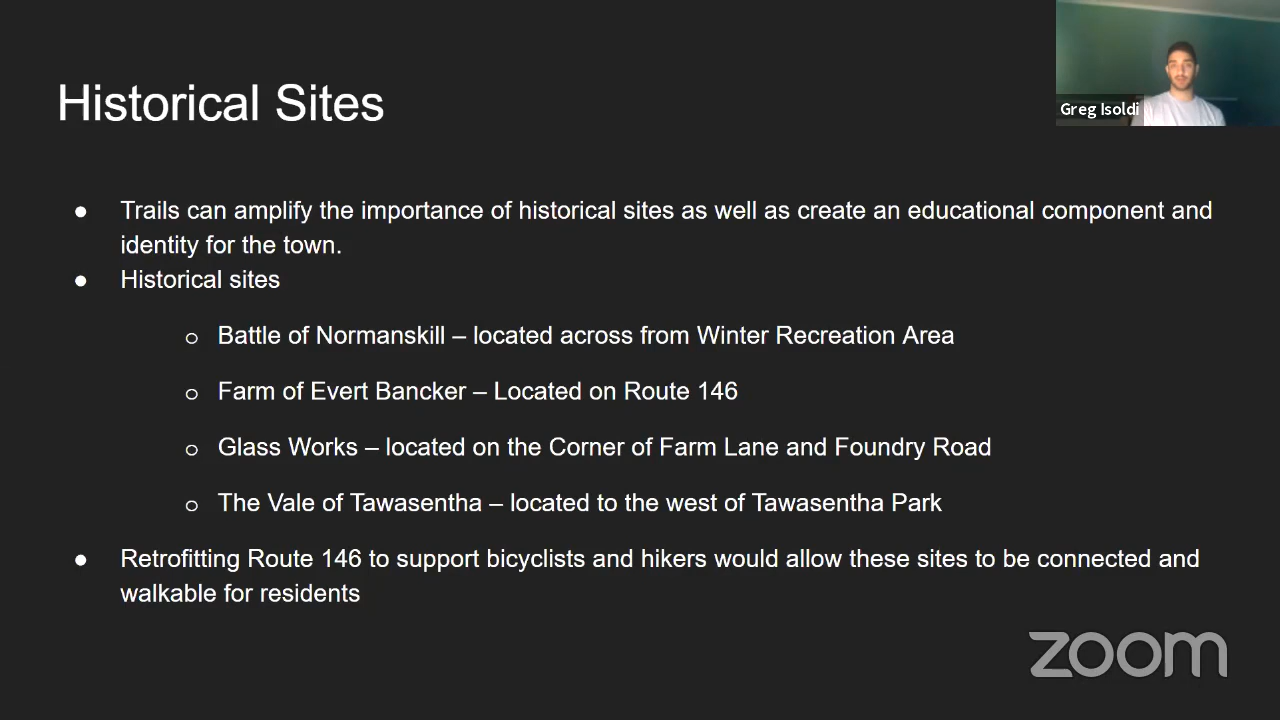 Historical Sites
Greg Isoldi
● Trails can amplify the importance of historical sites as well as create an educational component and
identity for the town.
● Historical sites
o Battle of Normanskill – located across from Winter Recreation Area
o Farm of Evert Bancker – Located on Route 146
o Glass Works – located on the Corner of Farm Lane and Foundry Road
o The Vale of Tawasentha – located to the west of Tawasentha Park
● Retrofitting Route 146 to support bicyclists and hikers would allow these sites to be connected and
walkable for residents
zoom